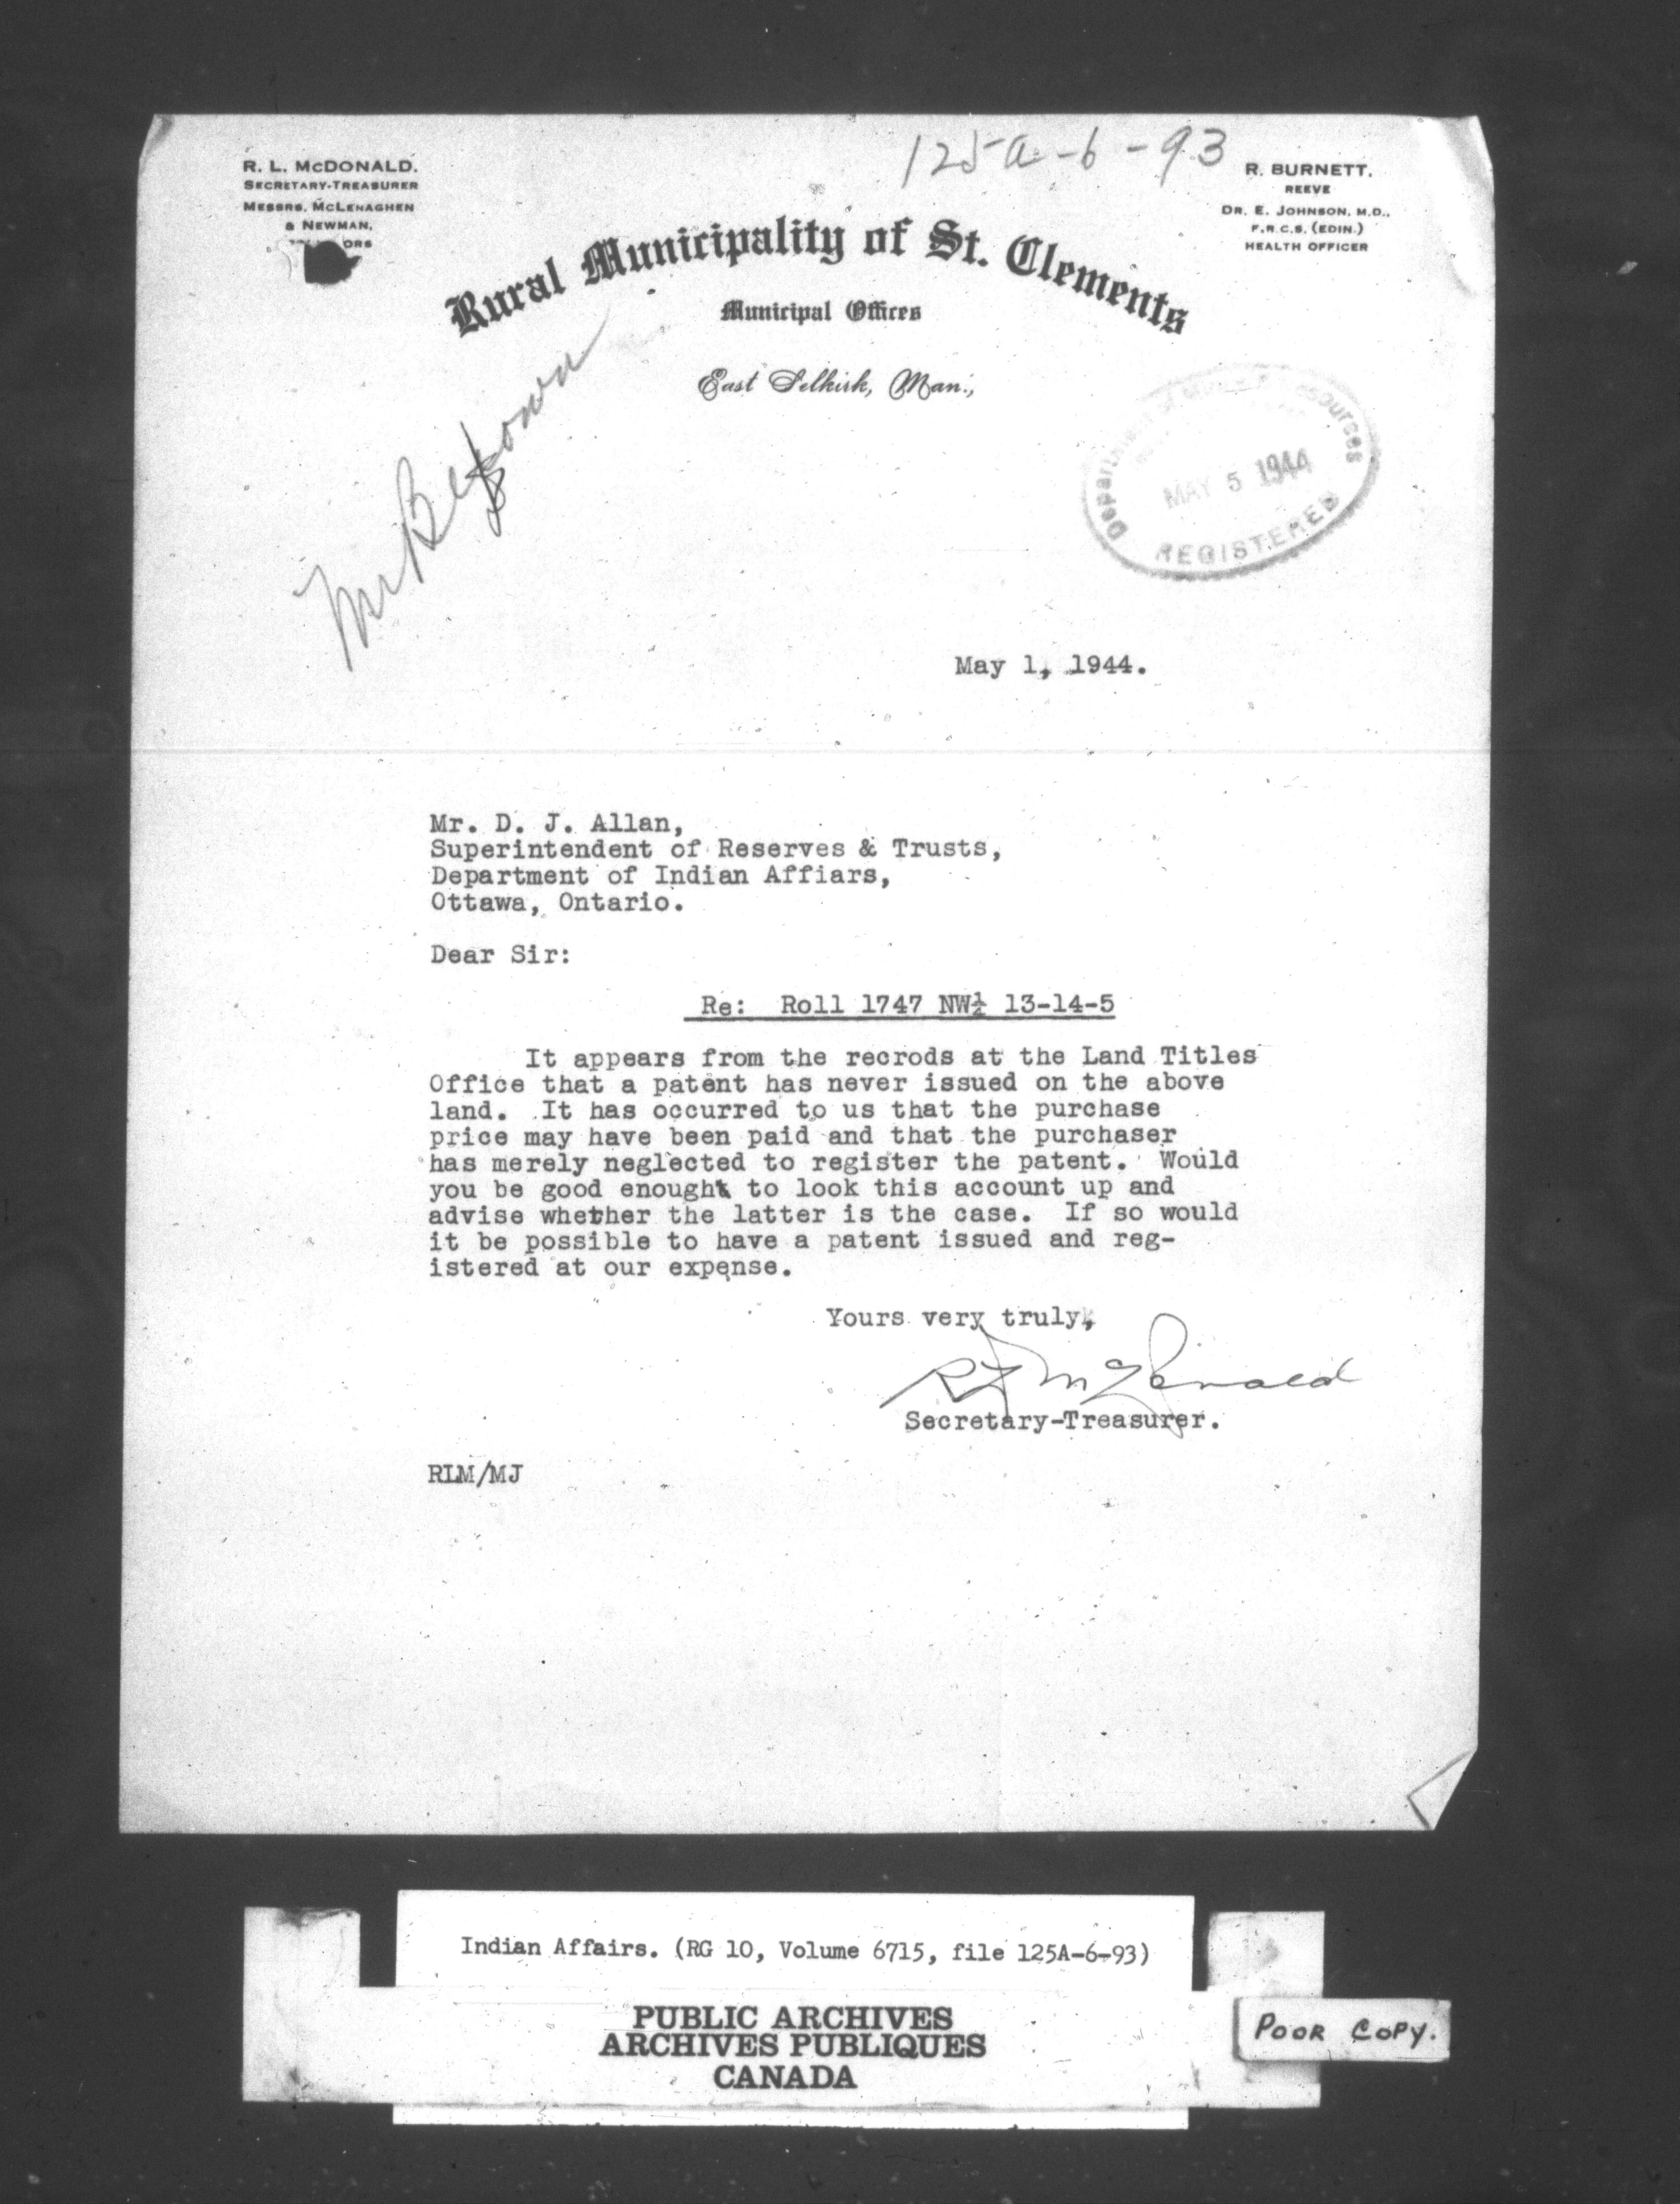 125a-6-93
R. L. McDONALD.
SECRETARY-TREASURER
MESSRS. McLENAGHEN
& NEWMAN,
R. BURNETT,
REEVE
DR. E. JOHNSON, M.D.,
F.R.C.S. (EDIN.)
HEALTH OFFICER
Rural Municipality of St. Clements
Municipal Offices
East Selkirk, Man.,
Mr
Department of Mines & Resources
MAY 5 1944
REGISTERED
May 1, 1944.
Mr. D. J. Allan,
Superintendent of Reserves & Trusts,
Department of Indian Affiars,
Ottawa, Ontario.
Dear Sir:
Re: Roll 1747 NW½ 13-14-5
It appears from the recrods at the Land Titles
Office that a patent has never issued on the above
land. It has occurred to us that the purchase
price may have been paid and that the purchaser
has merely neglected to register the patent. Would
you be good enough to look this account up and
advise whether the latter is the case. If so would
it be possible to have a patent issued and reg-
istered at our expense.
Yours very truly,
R L McDonald
Secretary-Treasurer.
RLM/MJ
Indian Affairs. (RG 10, Volume 6715, file 125A-6-93)
PUBLIC ARCHIVES
ARCHIVES PUBLIQUES
CANADA
POOR COPY.